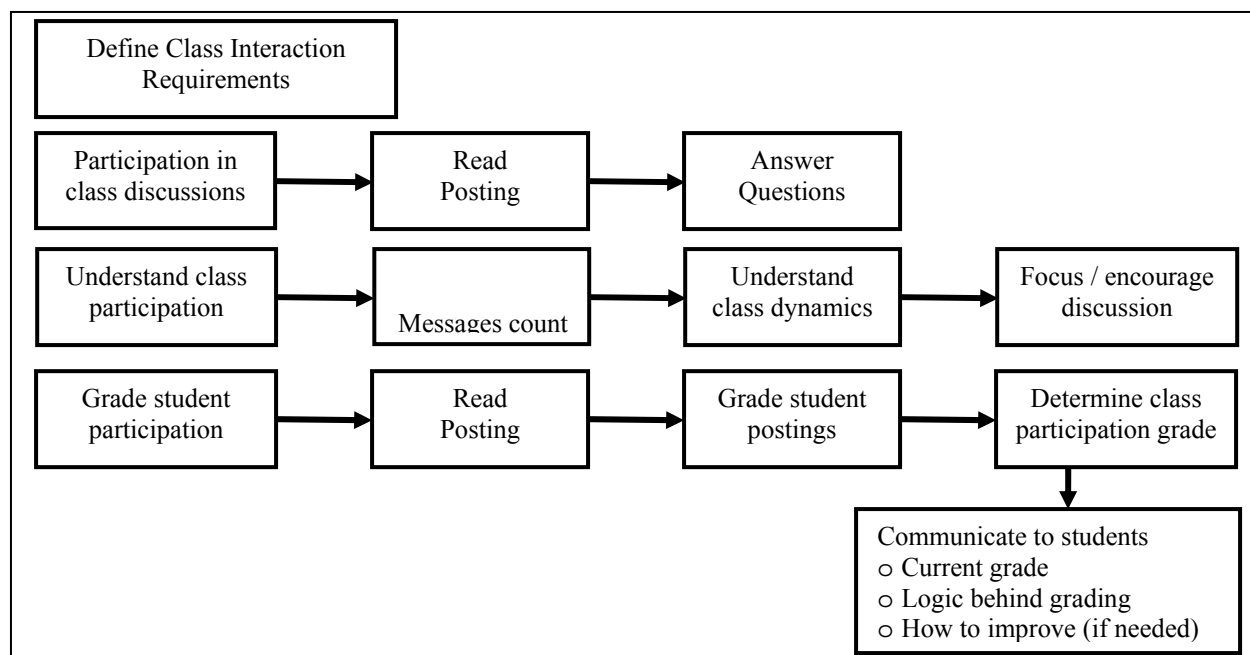 Define Class Interaction
Requirements
Participation in
class discussions
Read
Posting
Answer
Questions
Understand class
participation
Messages count
Understand
class dynamics
Focus / encourage
discussion
Grade student
participation
Read
Posting
Grade student
postings
Determine class
participation grade
Communicate to students
o Current grade
o Logic behind grading
o How to improve (if needed)